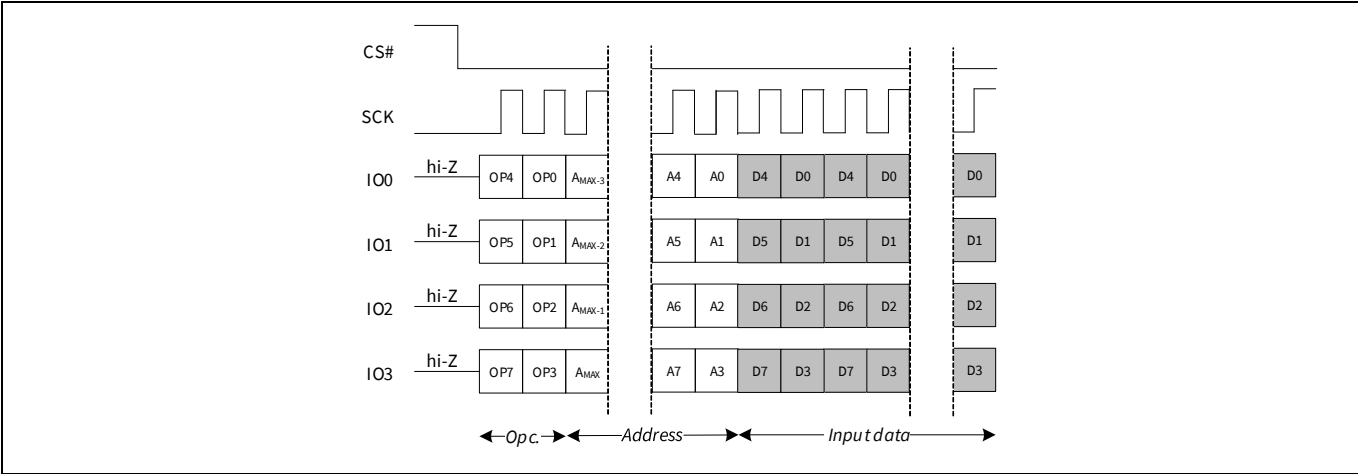 CS#
SCK
IO0 hi-Z OP4 OP0 AMAX-3 A4 A0 D4 D0 D4 D0 D0
IO1 hi-Z OP5 OP1 AMAX-2 A5 A1 D5 D1 D5 D1 D1
IO2 hi-Z OP6 OP2 AMAX-1 A6 A2 D6 D2 D6 D2 D2
IO3 hi-Z OP7 OP3 AMAX A7 A3 D7 D3 D7 D3 D3
Opc. Address Input data